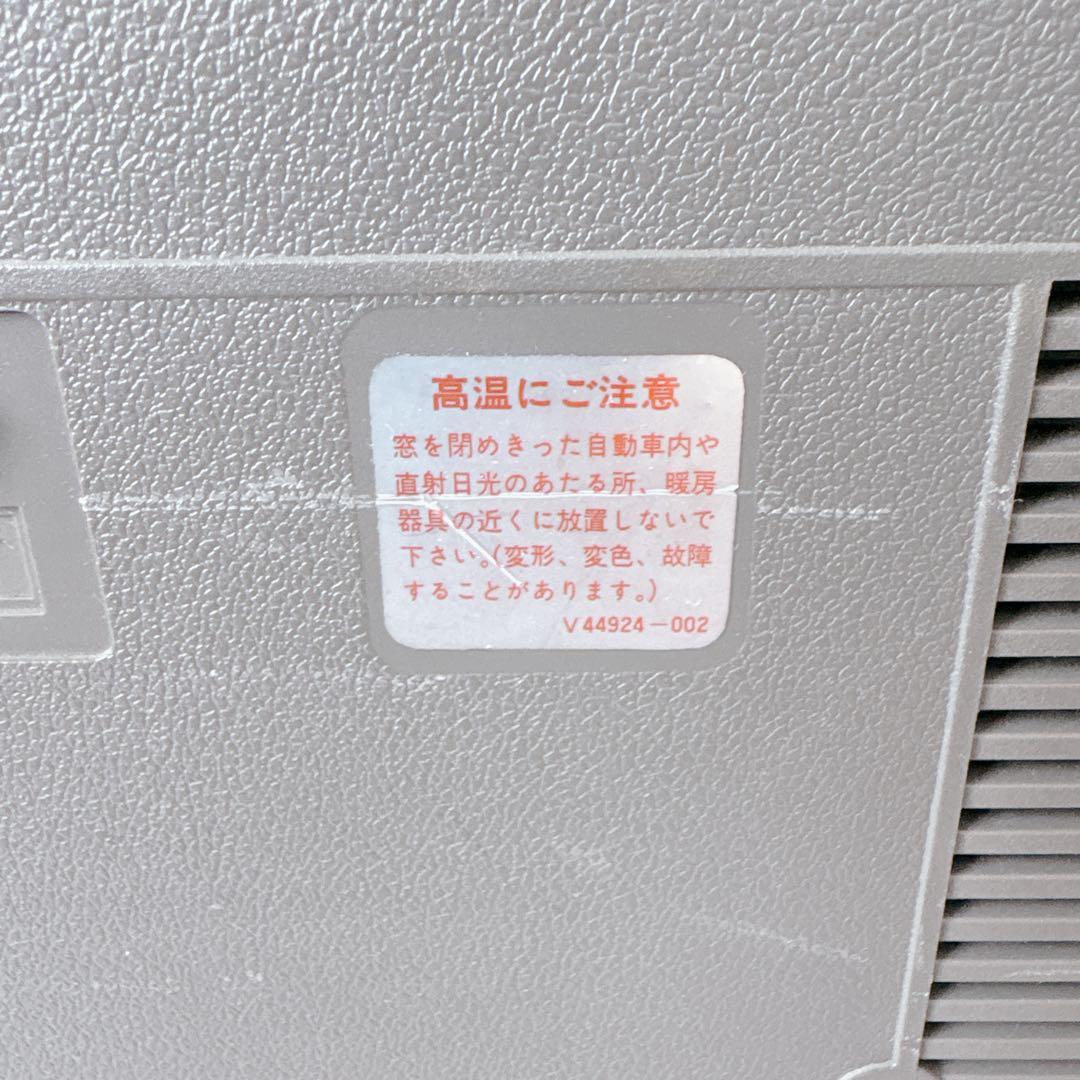 高温にご注意
窓を閉めきった自動車内や
直射日光のあたる所、暖房
器具の近くに放置しないで
下さい。(変形、変色、故障
することがあります。)
V44924-002